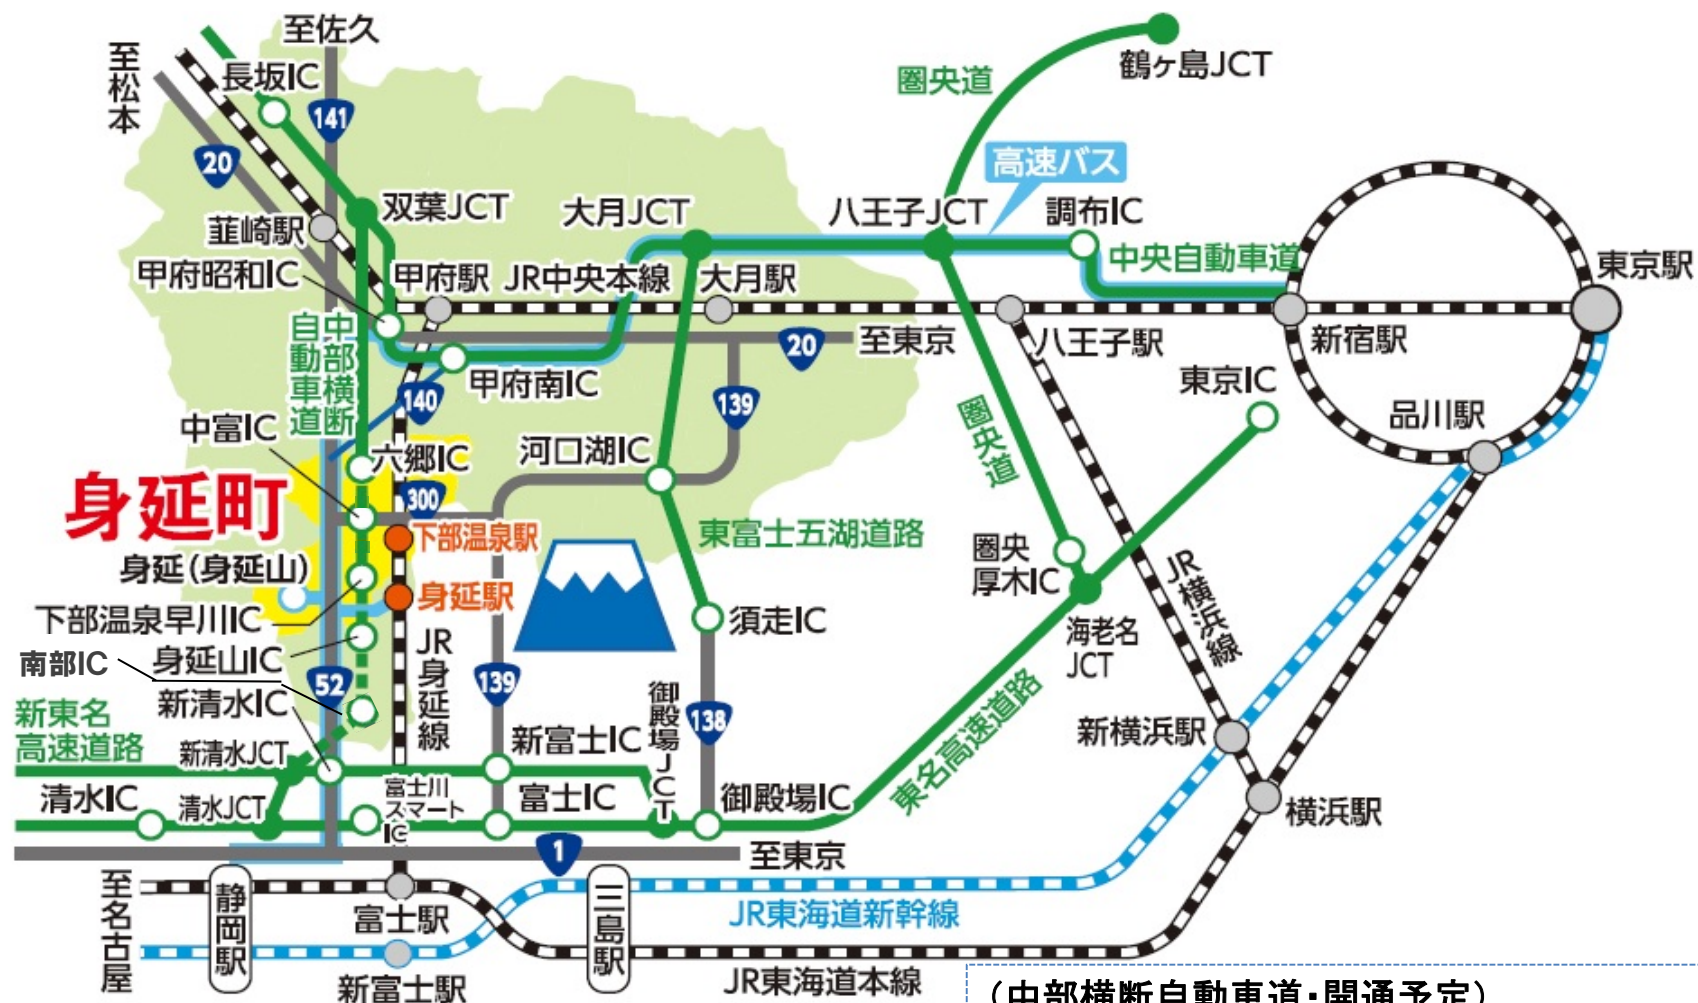 至佐久
至松本
長坂IC
141
20
鶴ヶ島JCT
圏央道
高速バス
双葉JCT
大月JCT
八王子JCT
調布IC
韮崎駅
中央自動車道
東京駅
甲府昭和IC
甲府駅
JR中央本線
大月駅
八王子駅
新宿駅
中部横断
自動車道
20
至東京
甲府南IC
140
139
東京IC
品川駅
中富IC
六郷IC
河口湖IC
圏央道
身延町
300
下部温泉駅
東富士五湖道路
圏央
厚木IC
JR横浜線
身延(身延山)
身延駅
下部温泉早川IC
須走IC
海老名
JCT
南部IC
身延山IC
JR身延線
52
139
138
新清水IC
新東名
高速道路
新清水JCT
新富士IC
御殿場JCT
新横浜駅
東名高速道路
清水IC
清水JCT
富士川
スマート
IC
富士IC
御殿場IC
横浜駅
1
至東京
至名古屋
静岡駅
富士駅
三島駅
JR東海道新幹線
新富士駅
JR東海道本線
(中部横断自動車道・開通予定)